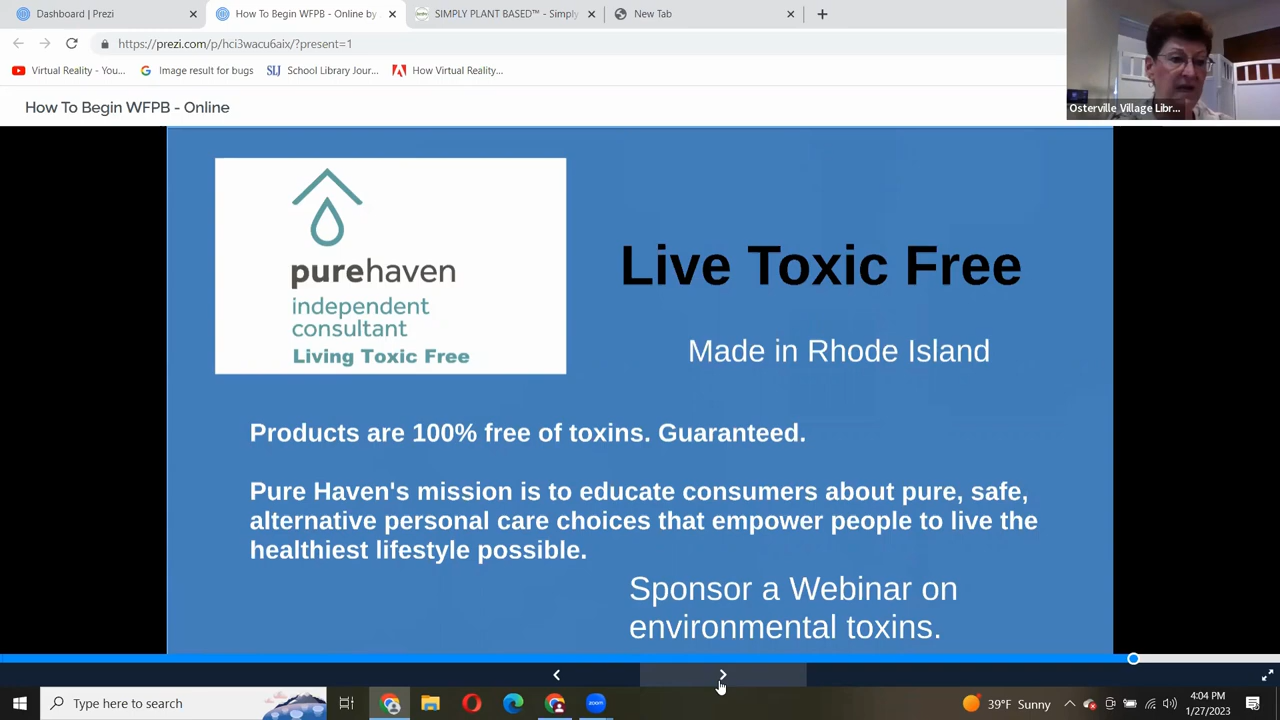 Dashboard | Prezi
How To Begin WFPB - Online by
SIMPLY PLANT BASED™ - Simply
New Tab
https://prezi.com/p/hci3wacu6aix/?present=1
Virtual Reality - You...
Image result for bugs
SLJ
School Library Jour...
How Virtual Reality...
How To Begin WFPB - Online
Osterville Village Libr...
purehaven
independent
consultant
Living Toxic Free
Live Toxic Free
Made in Rhode Island
Products are 100% free of toxins. Guaranteed.
Pure Haven's mission is to educate consumers about pure, safe,
alternative personal care choices that empower people to live the
healthiest lifestyle possible.
Sponsor a Webinar on
environmental toxins.
Type here to search
zoom
39°F Sunny
4:04 PM
1/27/2023